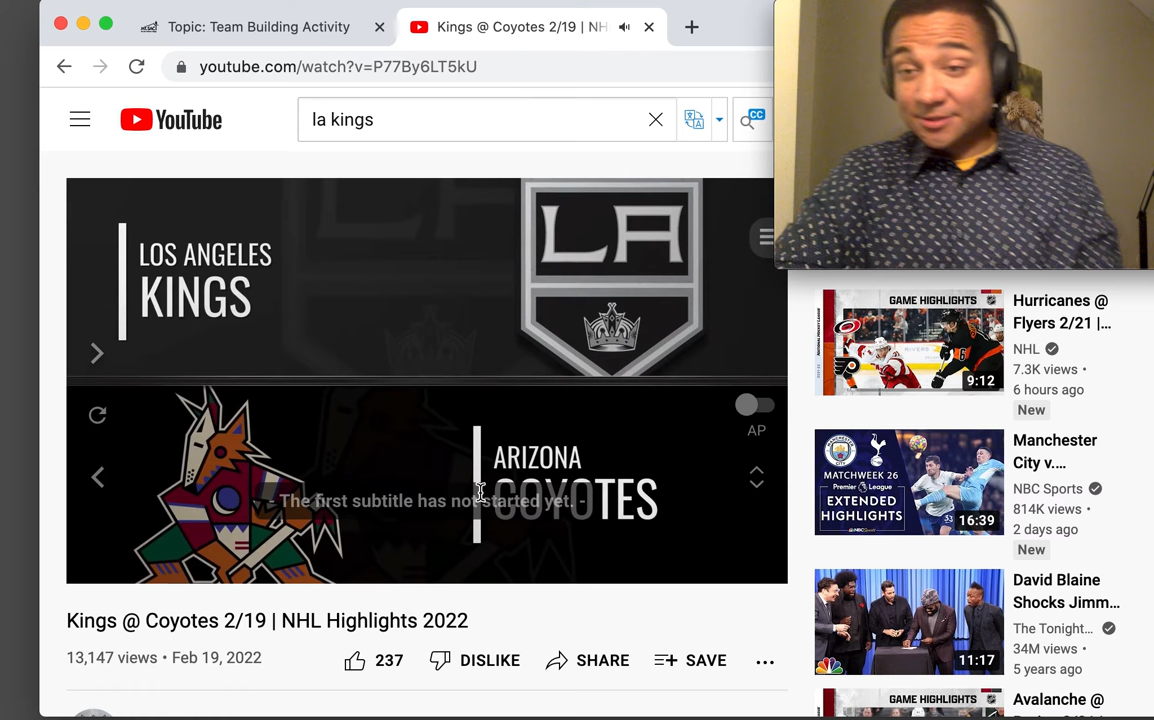 Topic: Team Building Activity
Kings @ Coyotes 2/19 | NH
youtube.com/watch?v=P77By6LT5kU
YouTube
la kings
CC
LOS ANGELES
KINGS
LA
ARIZONA
COYOTES
- The first subtitle has not started yet. -
AP
Kings @ Coyotes 2/19 | NHL Highlights 2022
13,147 views • Feb 19, 2022
237
DISLIKE
SHARE
SAVE
GAME HIGHLIGHTS
9:12
Hurricanes @
Flyers 2/21 |...
NHL
7.3K views •
6 hours ago
New
MATCHWEEK 26
Premier League
EXTENDED
HIGHLIGHTS
NBC Sports
16:39
Manchester
City v....
NBC Sports
814K views •
2 days ago
New
11:17
David Blaine
Shocks Jimm...
The Tonight...
34M views •
5 years ago
GAME HIGHLIGHTS
Avalanche @